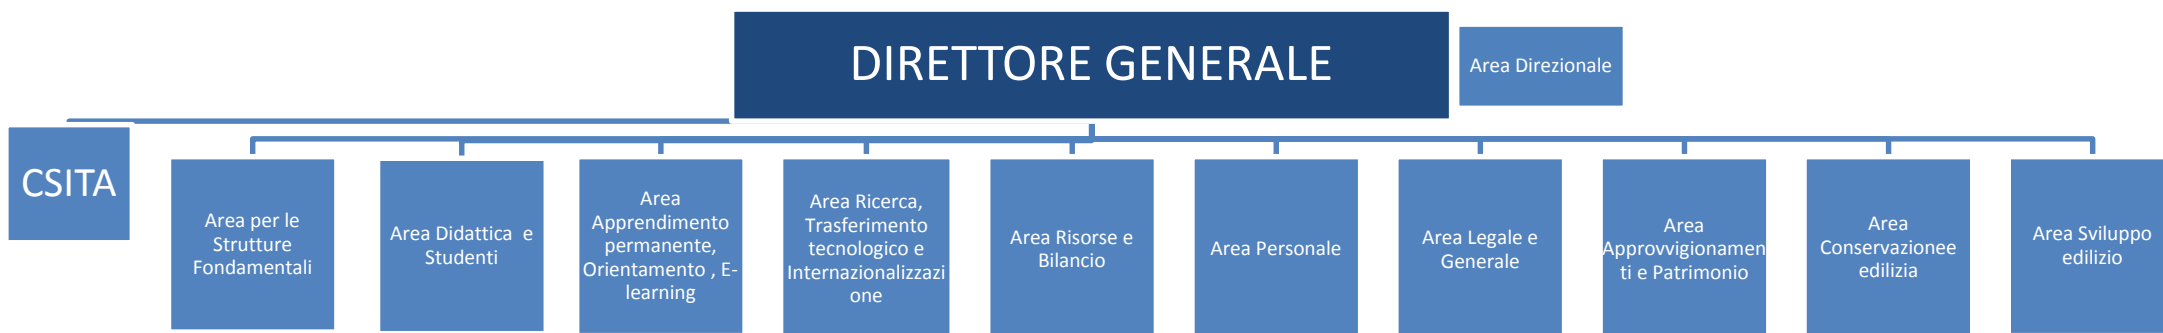 DIRETTORE GENERALE
Area Direzionale
CSITA
Area per le
Strutture
Fondamentali
Area Didattica e
Studenti
Area
Apprendimento
permanente,
Orientamento , E-
learning
Area Ricerca,
Trasferimento
tecnologico e
Internazionalizzazi
one
Area Risorse e
Bilancio
Area Personale
Area Legale e
Generale
Area
Approvvigionamen
ti e Patrimonio
Area
Conservazionee
edilizia
Area Sviluppo
edilizio